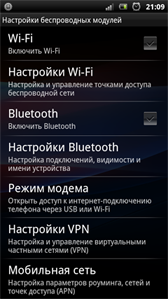 21:09
Настройки беспроводных модулей
Wi-Fi
Включить Wi-Fi
Настройки Wi-Fi
Настройка и управление точками доступа
беспроводной сети
Bluetooth
Включить Bluetooth
Настройки Bluetooth
Настройка подключений, видимости и
имени устройства
Режим модема
Открыть доступ к интернет-подключению
телефона через USB или Wi-Fi
Настройки VPN
Настройка и управление виртуальными
частными сетями (VPN)
Мобильная сеть
Настройка параметров роуминга, сетей и
точек доступа (APN)